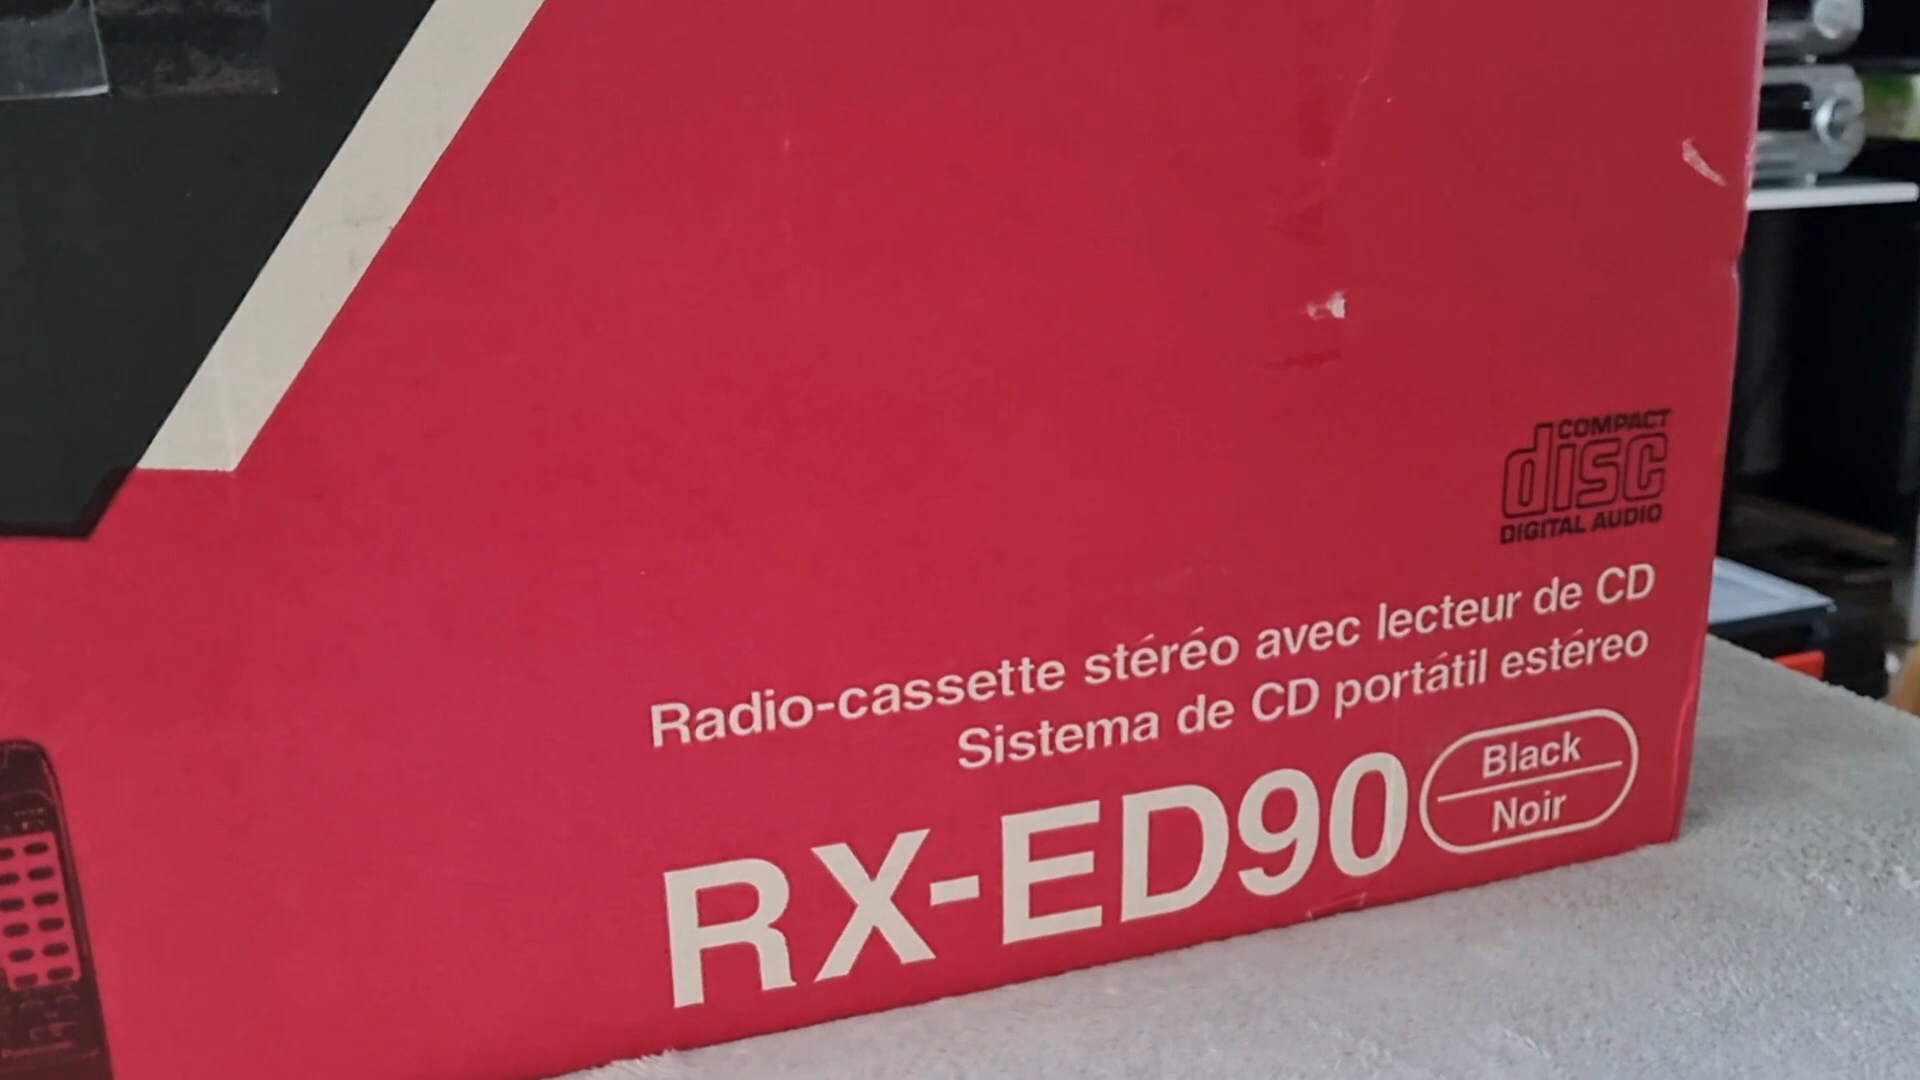 COMPACT
disc
DIGITAL AUDIO
Radio-cassette stéréo avec lecteur de CD
Sistema de CD portátil estéreo
RX-ED90
Black
Noir